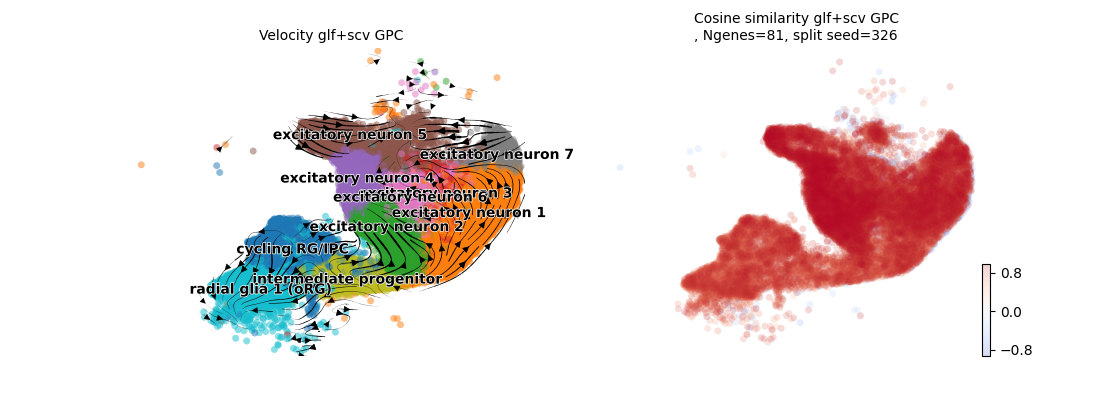 Velocity glf+scv GPC
Cosine similarity glf+scv GPC
, Ngenes=81, split seed=326
excitatory neuron 5
excitatory neuron 7
excitatory neuron 4
excitatory neuron 3
excitatory neuron 6
excitatory neuron 1
excitatory neuron 2
cycling RG/IPC
intermediate progenitor
radial glia 1 (oRG)
0.8
0.0
−0.8